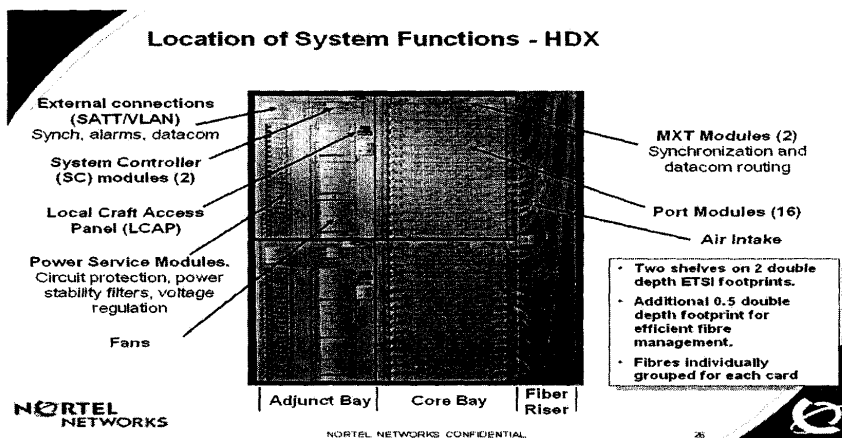 Location of System Functions - HDX
External connections
(SATT/VLAN)
Synch, alarms, datacom
System Controller
(SC) modules (2)
Local Craft Access
Panel (LCAP)
Power Service Modules.
Circuit protection, power
stability filters, voltage
regulation
Fans
MXT Modules (2)
Synchronization and
datacom routing
Port Modules (16)
Air Intake
• Two shelves on 2 double
depth ETSI footprints.
• Additional 0.5 double
depth footprint for
efficient fibre
management.
• Fibres individually
grouped for each card
Adjunct Bay
Core Bay
Fiber
Riser
NORTEL
NETWORKS
NORTEL NETWORKS CONFIDENTIAL
26